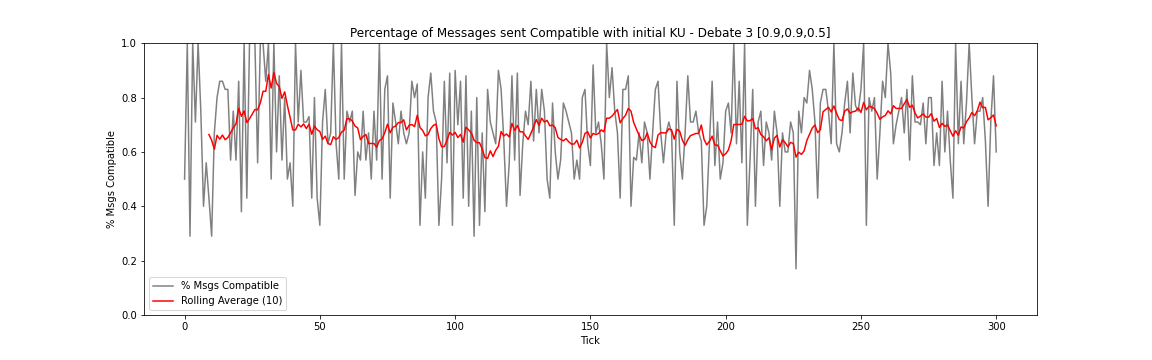 Percentage of Messages sent Compatible with initial KU - Debate 3 [0.9,0.9,0.5]
1.0
0.8
0.6
0.4
0.2
0.0
% Msgs Compatible
% Msgs Compatible
Rolling Average (10)
0 50 100 150 200 250 300
Tick